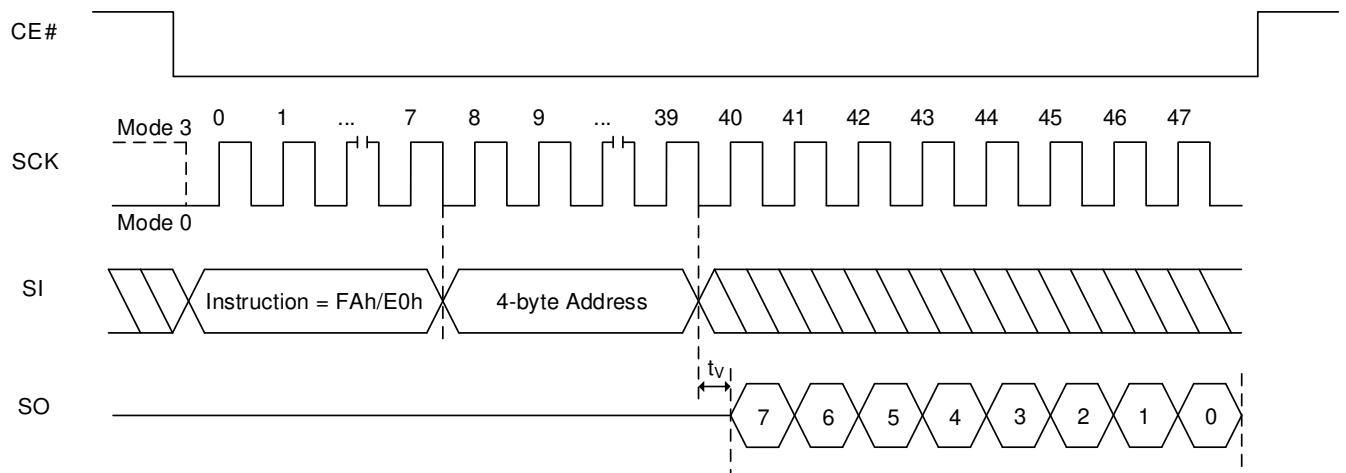 CE#
Mode 3 0 1 ... 7 8 9 ... 39 40 41 42 43 44 45 46 47
SCK
Mode 0
SI Instruction = FAh/E0h 4-byte Address
tV
SO 7 6 5 4 3 2 1 0